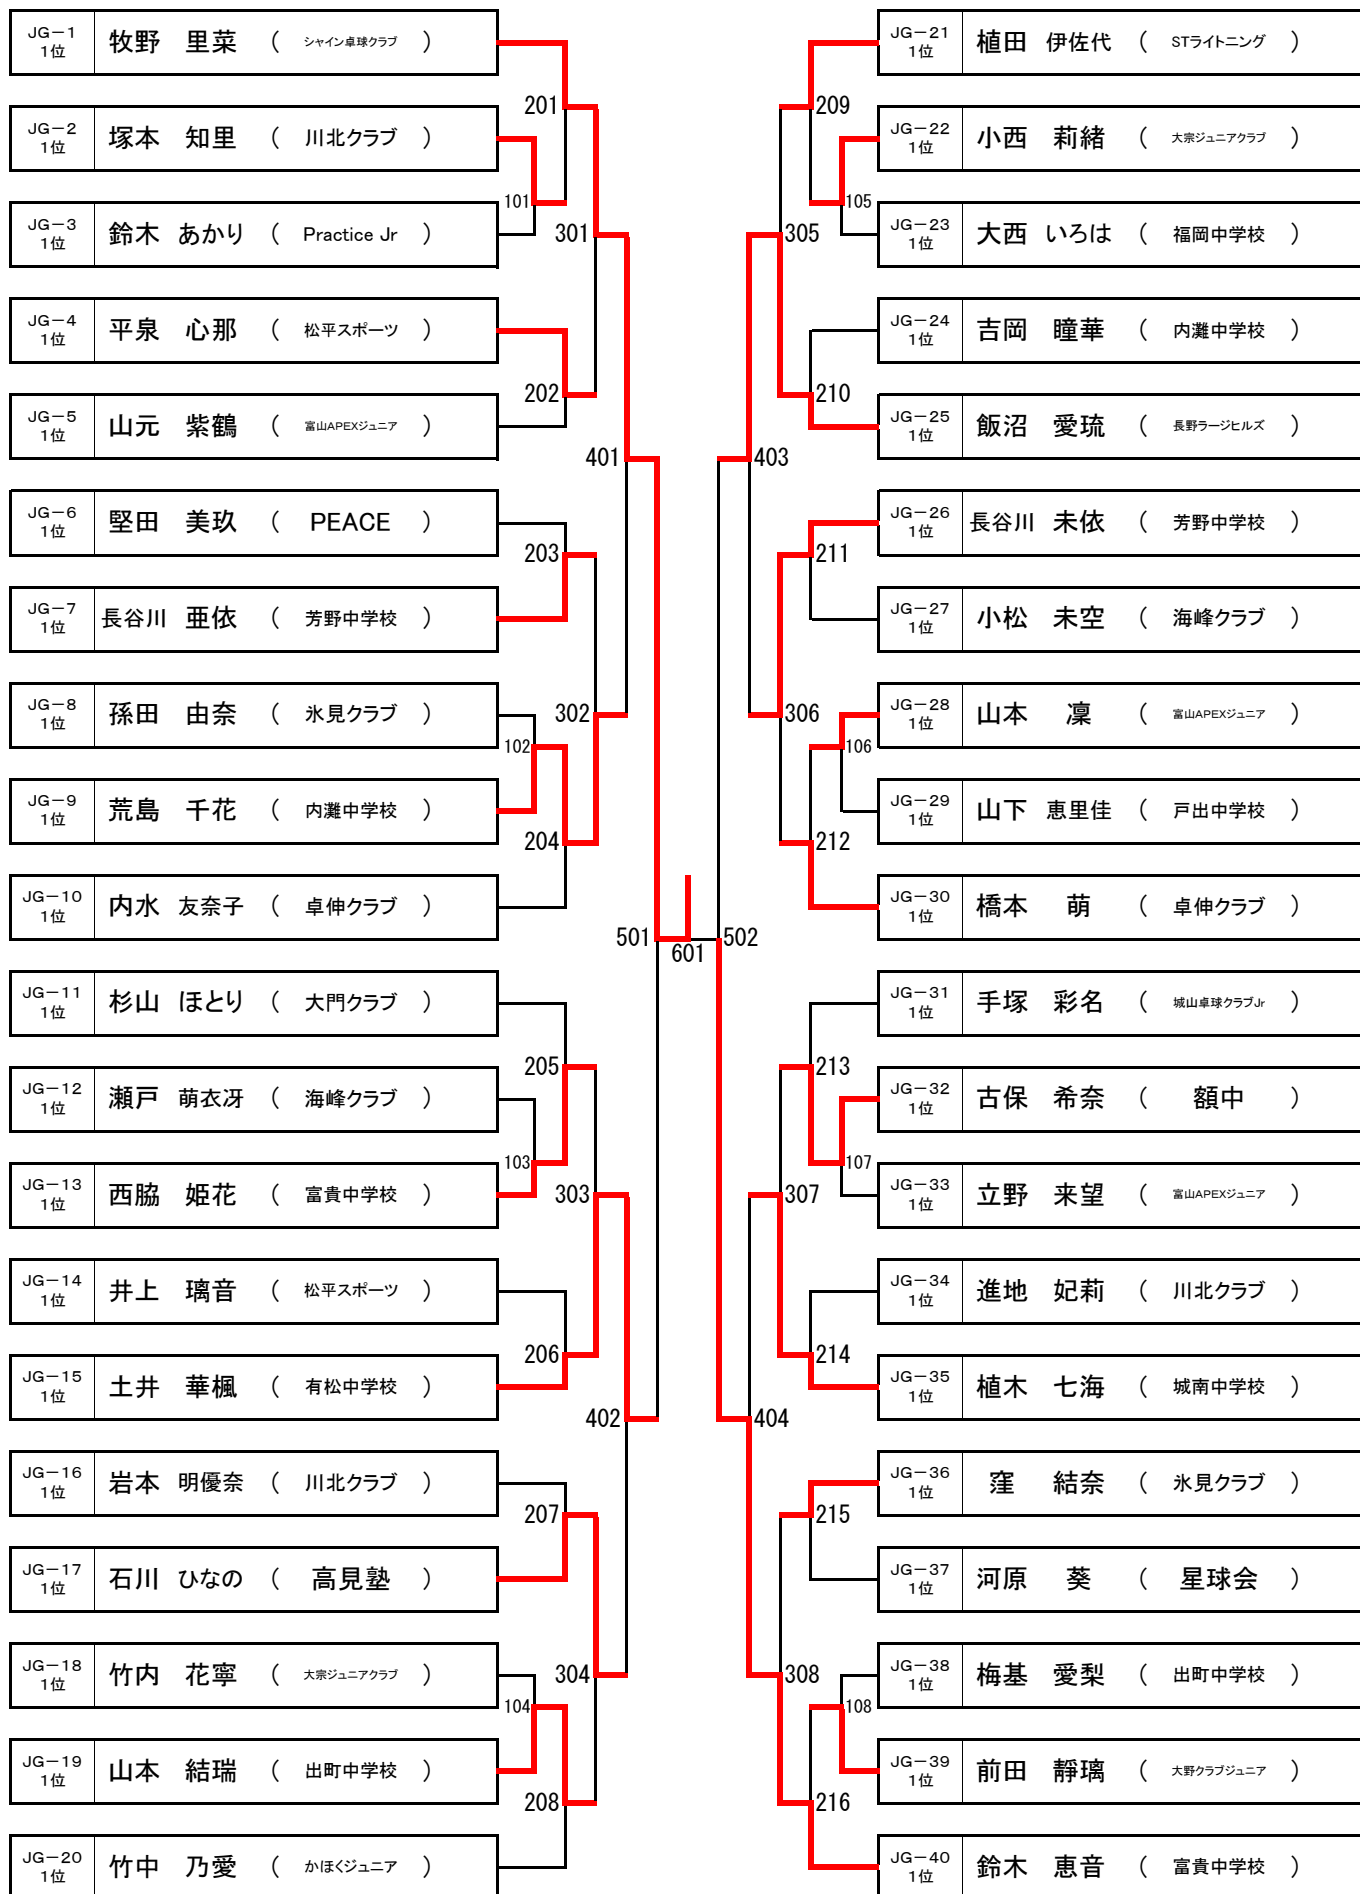 JG－1
1位
牧野 里菜 （ シャイン卓球クラブ ）
JG－2
1位
塚本 知里 （ 川北クラブ ）
JG－3
1位
鈴木 あかり （ Practice Jr ）
JG－4
1位
平泉 心那 （ 松平スポーツ ）
JG－5
1位
山元 紫鶴 （ 富山APEXジュニア ）
JG－6
1位
堅田 美玖 （ PEACE ）
JG－7
1位
長谷川 亜依 （ 芳野中学校 ）
JG－8
1位
孫田 由奈 （ 氷見クラブ ）
JG－9
1位
荒島 千花 （ 内灘中学校 ）
JG－10
1位
内水 友奈子 （ 卓伸クラブ ）
JG－11
1位
杉山 ほとり （ 大門クラブ ）
JG－12
1位
瀬戸 萌衣冴 （ 海峰クラブ ）
JG－13
1位
西脇 姫花 （ 富貴中学校 ）
JG－14
1位
井上 璃音 （ 松平スポーツ ）
JG－15
1位
土井 華楓 （ 有松中学校 ）
JG－16
1位
岩本 明優奈 （ 川北クラブ ）
JG－17
1位
石川 ひなの （ 高見塾 ）
JG－18
1位
竹内 花寧 （ 大宗ジュニアクラブ ）
JG－19
1位
山本 結瑞 （ 出町中学校 ）
JG－20
1位
竹中 乃愛 （ かほくジュニア ）
201
101
301
202
401
203
302
102
204
501
205
103
303
206
402
207
304
104
208
601
209
105
305
210
403
211
306
106
212
502
213
107
307
214
404
215
308
108
216
JG－21
1位
植田 伊佐代 （ STライトニング ）
JG－22
1位
小西 莉緒 （ 大宗ジュニアクラブ ）
JG－23
1位
大西 いろは （ 福岡中学校 ）
JG－24
1位
吉岡 瞳華 （ 内灘中学校 ）
JG－25
1位
飯沼 愛琉 （ 長野ラージヒルズ ）
JG－26
1位
長谷川 未依 （ 芳野中学校 ）
JG－27
1位
小松 未空 （ 海峰クラブ ）
JG－28
1位
山本 凜 （ 富山APEXジュニア ）
JG－29
1位
山下 恵里佳 （ 戸出中学校 ）
JG－30
1位
橋本 萌 （ 卓伸クラブ ）
JG－31
1位
手塚 彩名 （ 城山卓球クラブJr ）
JG－32
1位
古保 希奈 （ 額中 ）
JG－33
1位
立野 来望 （ 富山APEXジュニア ）
JG－34
1位
進地 妃莉 （ 川北クラブ ）
JG－35
1位
植木 七海 （ 城南中学校 ）
JG－36
1位
窪 結奈 （ 氷見クラブ ）
JG－37
1位
河原 葵 （ 星球会 ）
JG－38
1位
梅基 愛梨 （ 出町中学校 ）
JG－39
1位
前田 靜璃 （ 大野クラブジュニア ）
JG－40
1位
鈴木 恵音 （ 富貴中学校 ）